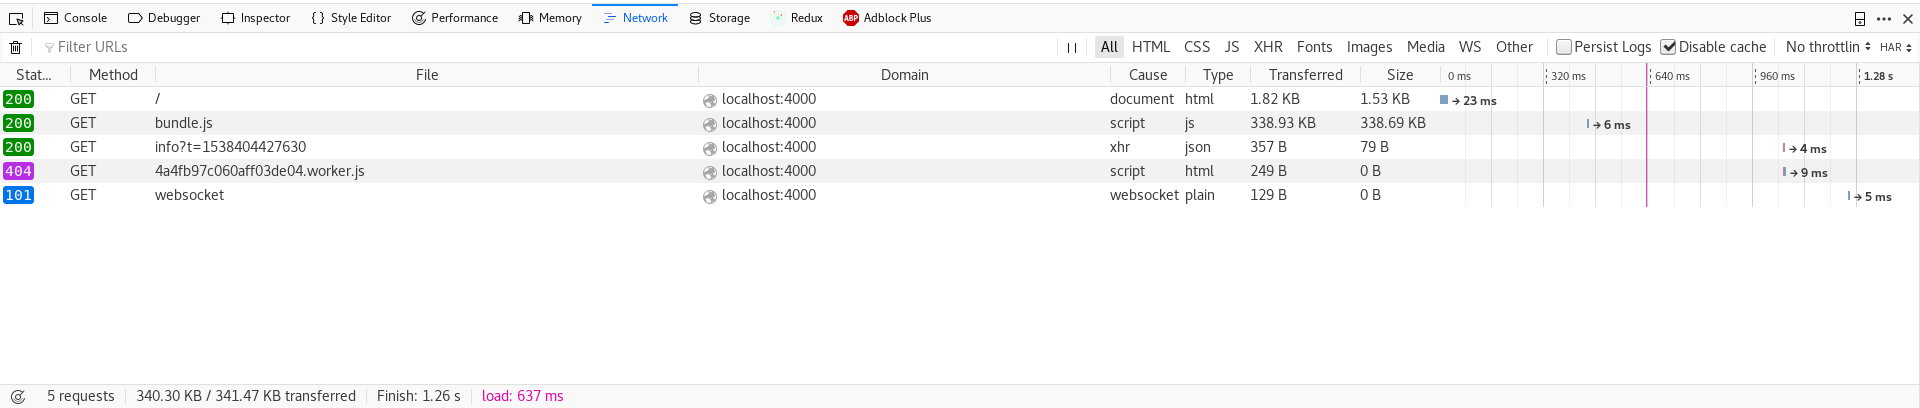 Console Debugger Inspector Style Editor Performance Memory Network Storage Redux ABP Adblock Plus
Filter URLs All HTML CSS JS XHR Fonts Images Media WS Other Persist Logs Disable cache No throttlin HAR
Stat... Method File Domain Cause Type Transferred Size 0 ms 320 ms 640 ms 960 ms 1.28 s
200 GET / localhost:4000 document html 1.82 KB 1.53 KB → 23 ms
200 GET bundle.js localhost:4000 script js 338.93 KB 338.69 KB → 6 ms
200 GET info?t=1538404427630 localhost:4000 xhr json 357 B 79 B → 4 ms
404 GET 4a4fb97c060aff03de04.worker.js localhost:4000 script html 249 B 0 B → 9 ms
101 GET websocket localhost:4000 websocket plain 129 B 0 B → 5 ms
5 requests 340.30 KB / 341.47 KB transferred Finish: 1.26 s load: 637 ms